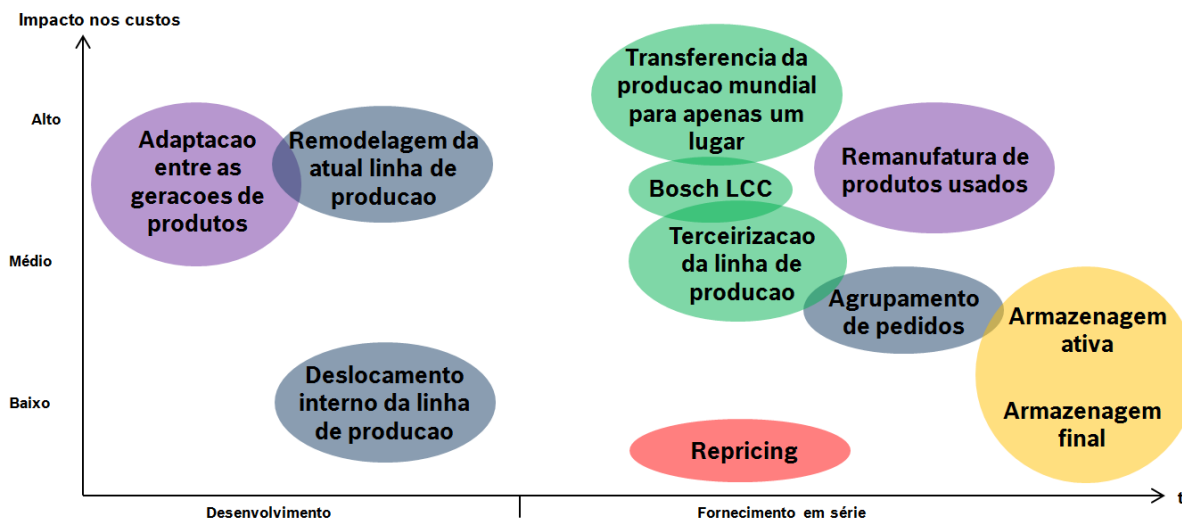 Impacto nos custos
Alto
Médio
Baixo
Adaptacao
entre as
geracoes de
produtos
Remodelagem da
atual linha de
producao
Deslocamento
interno da linha
de producao
Transferencia da
producao mundial
para apenas um
lugar
Bosch LCC
Terceirizacao
da linha de
producao
Remanufatura de
produtos usados
Agrupamento
de pedidos
Armazenagem
ativa
Armazenagem
final
Repricing
t
Desenvolvimento
Fornecimento em série